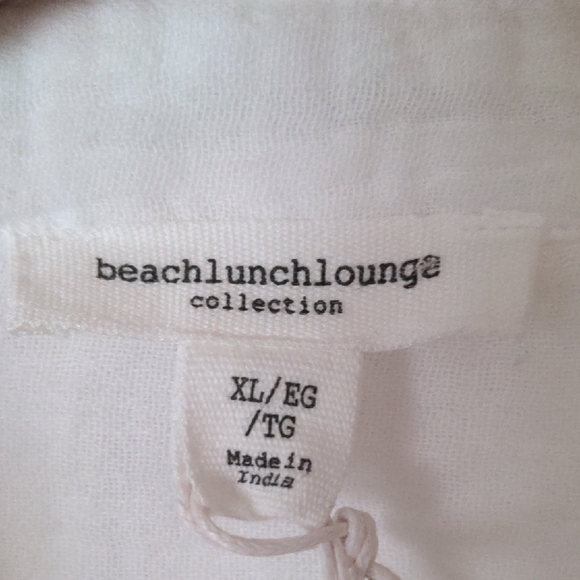 beachlunchlounge
collection
XL/EG
/TG
Made in
India